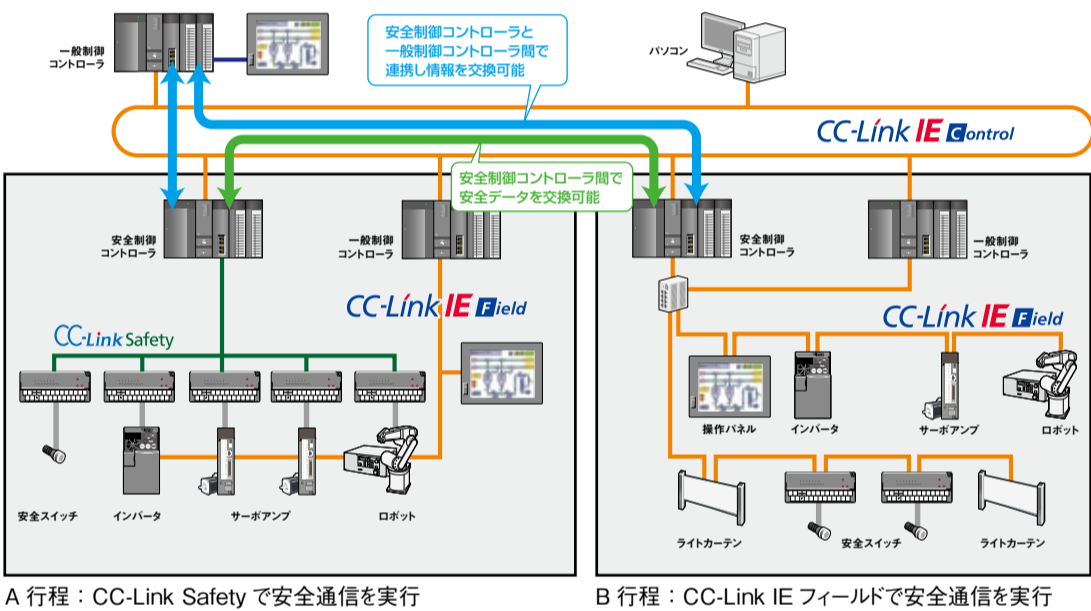 一般制御
コントローラ
安全制御コントローラと
一般制御コントローラ間で
連携し情報を交換可能
パソコン
CC-Link IE Control
安全制御コントローラ間で
安全データを交換可能
安全制御
コントローラ
一般制御
コントローラ
安全制御
コントローラ
一般制御
コントローラ
CC-Link IE Field
CC-Link IE Field
CC-Link Safety
操作パネル
インバータ
サーボアンプ
ロボット
安全スイッチ
インバータ
サーボアンプ
ロボット
ライトカーテン
安全スイッチ
ライトカーテン
A 行程：CC-Link Safety で安全通信を実行
B 行程：CC-Link IE フィールドで安全通信を実行